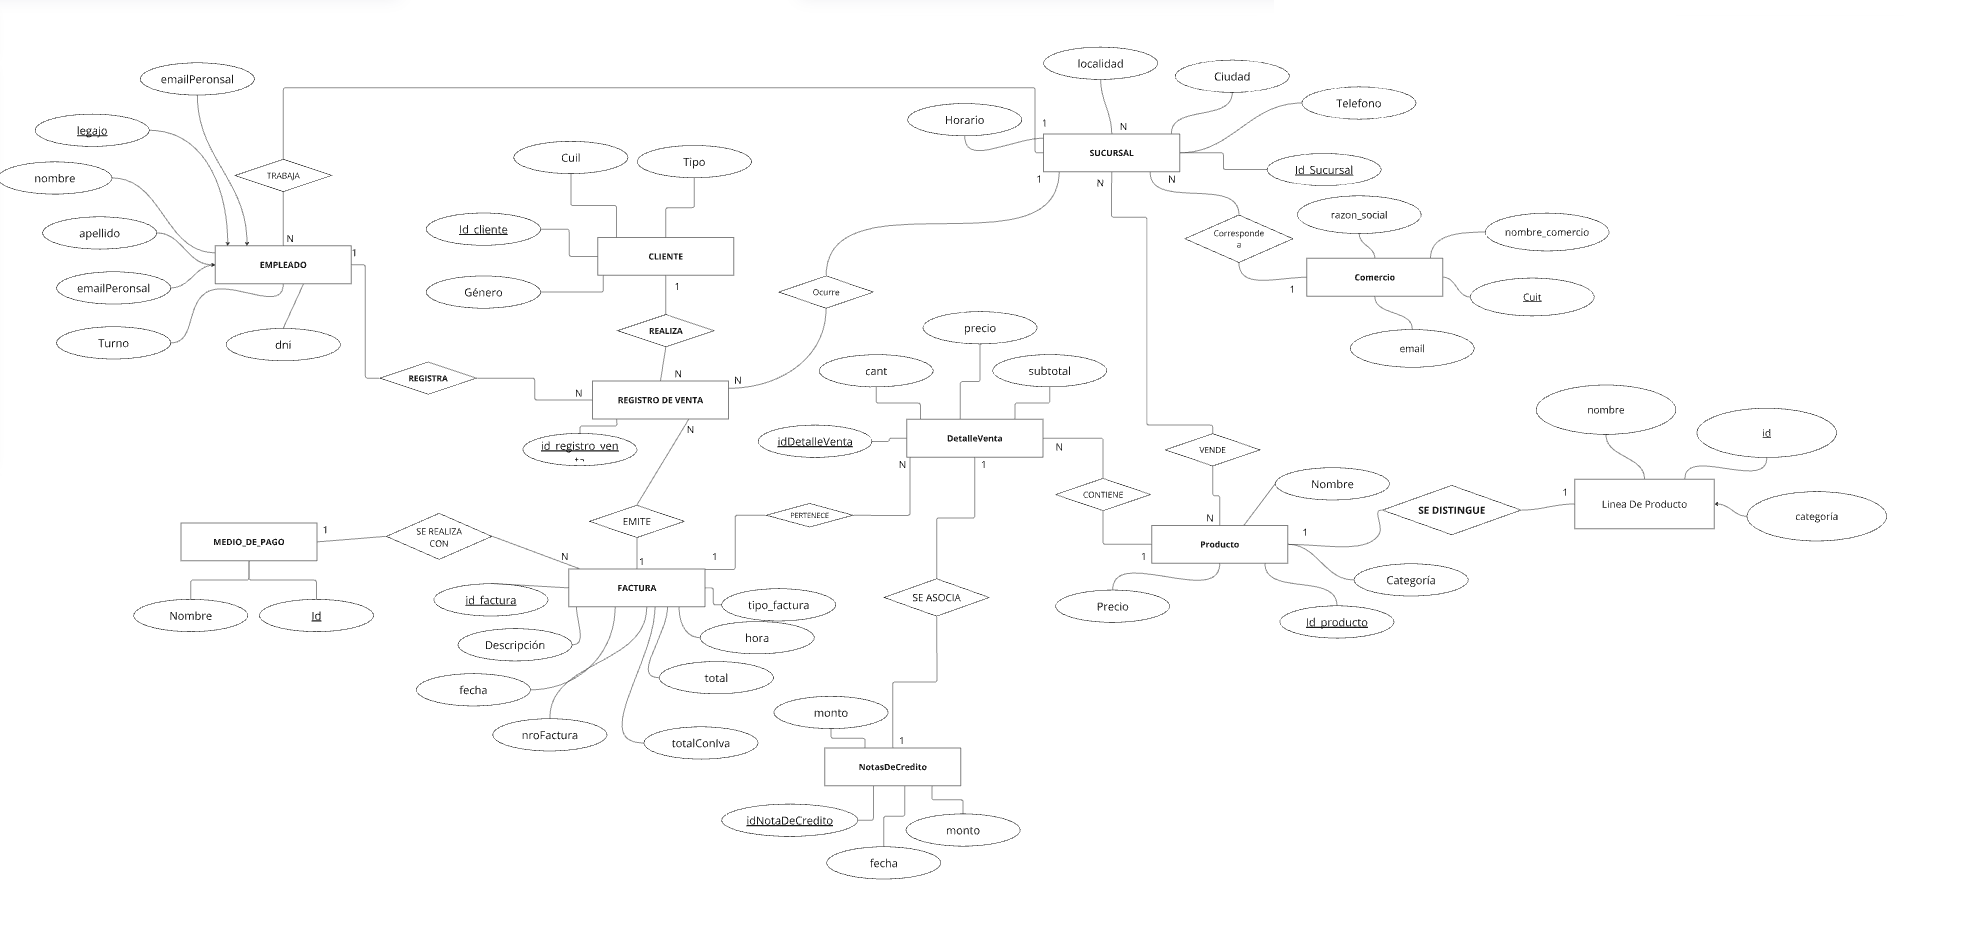 localidad
Ciudad
emailPeronsal
Telefono
Horario
1
N
legajo
SUCURSAL
Cuil
Tipo
Id_Sucursal
TRABAJA
nombre
1
N
N
razon_social
apellido
Id_cliente
nombre_comercio
Corresponde
a
N
1
CLIENTE
EMPLEADO
Comercio
emailPeronsal
Género
1
Ocurre
1
Cuit
precio
REALIZA
Turno
dni
email
cant
subtotal
REGISTRA
N
N
N
REGISTRO DE VENTA
nombre
id
N
id_registro_ven
idDetalleVenta
DetalleVenta
N
VENDE
N
1
Nombre
CONTIENE
1
Linea De Producto
SE DISTINGUE
categoría
PERTENECE
EMITE
N
1
SE REALIZA
CON
MEDIO_DE_PAGO
1
Producto
N
1
1
1
FACTURA
Categoría
SE ASOCIA
id_factura
tipo_factura
Precio
Nombre
Id
Id_producto
Descripción
hora
fecha
total
monto
nroFactura
totalConIva
1
NotasDeCredito
idNotaDeCredito
monto
fecha